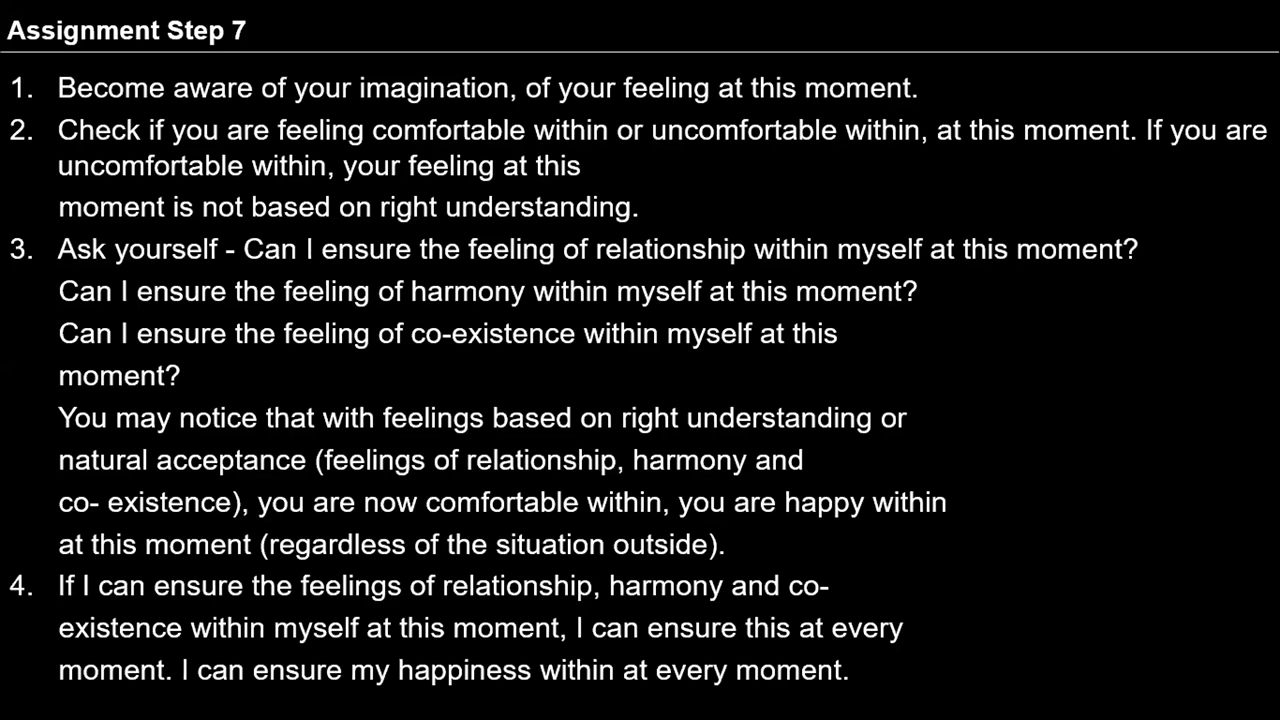 Assignment Step 7
1. Become aware of your imagination, of your feeling at this moment.
2. Check if you are feeling comfortable within or uncomfortable within, at this moment. If you are
uncomfortable within, your feeling at this
moment is not based on right understanding.
3. Ask yourself - Can I ensure the feeling of relationship within myself at this moment?
Can I ensure the feeling of harmony within myself at this moment?
Can I ensure the feeling of co-existence within myself at this
moment?
You may notice that with feelings based on right understanding or
natural acceptance (feelings of relationship, harmony and
co- existence), you are now comfortable within, you are happy within
at this moment (regardless of the situation outside).
4. If I can ensure the feelings of relationship, harmony and co-
existence within myself at this moment, I can ensure this at every
moment. I can ensure my happiness within at every moment.